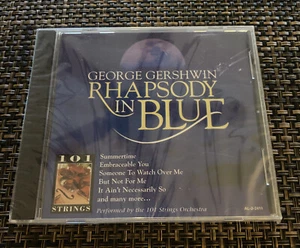 GEORGE GERSHWIN
RHAPSODY
IN BLUE
101
STRINGS
Summertime
Embraceable You
Someone To Watch Over Me
But Not For Me
It Ain't Necessarily So
and many more...
Performed by the 101 Strings Orchestra